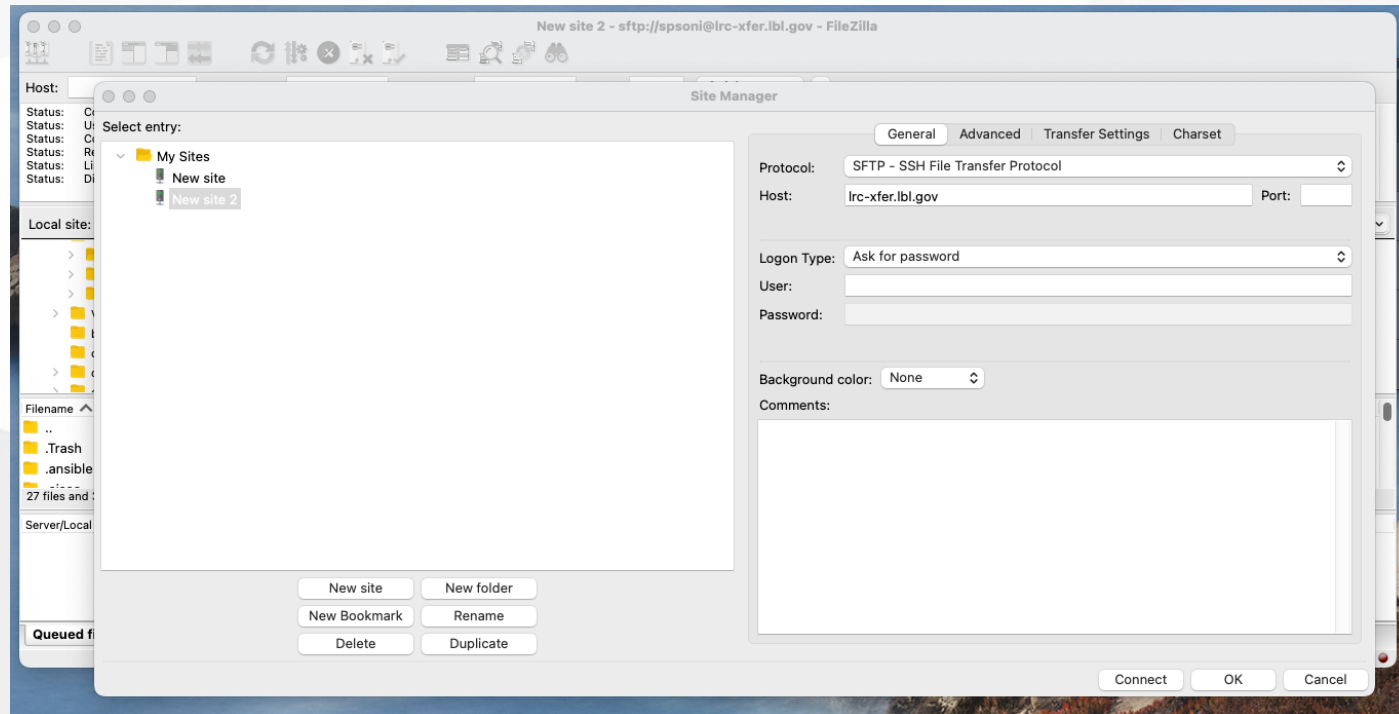 New site 2 - sftp://spsoni@lrc-xfer.lbl.gov - FileZilla
Host:
Status:
Status:
Status:
Status:
Status:
Status:
Local site:
Filename
..
.Trash
.ansible
27 files and
Server/Local
Queued
Site Manager
Select entry:
My Sites
New site
New site 2
New site New folder
New Bookmark Rename
Delete Duplicate
General Advanced Transfer Settings Charset
Protocol: SFTP - SSH File Transfer Protocol
Host: lrc-xfer.lbl.gov Port:
Logon Type: Ask for password
User:
Password:
Background color: None
Comments:
Connect OK Cancel